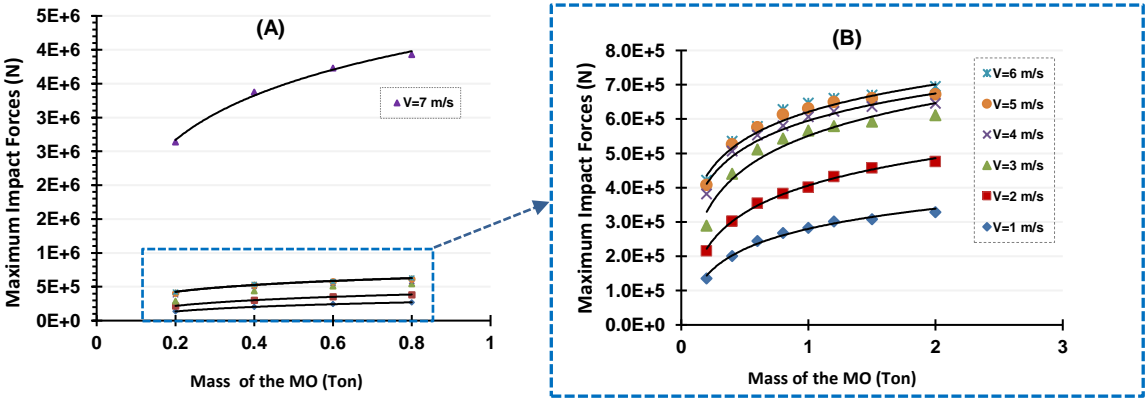 (A)
Maximum Impact Forces (N)
5E+6
4E+6
4E+6
3E+6
3E+6
2E+6
2E+6
1E+6
1E+6
5E+5
0E+0
V=7 m/s
0
0.2
0.4
0.6
0.8
1
Mass of the MO (Ton)
(B)
Maximum Impact Forces (N)
8.0E+5
7.0E+5
6.0E+5
5.0E+5
4.0E+5
3.0E+5
2.0E+5
1.0E+5
0.0E+0
V=6 m/s
V=5 m/s
V=4 m/s
V=3 m/s
V=2 m/s
V=1 m/s
0
1
2
3
Mass of the MO (Ton)